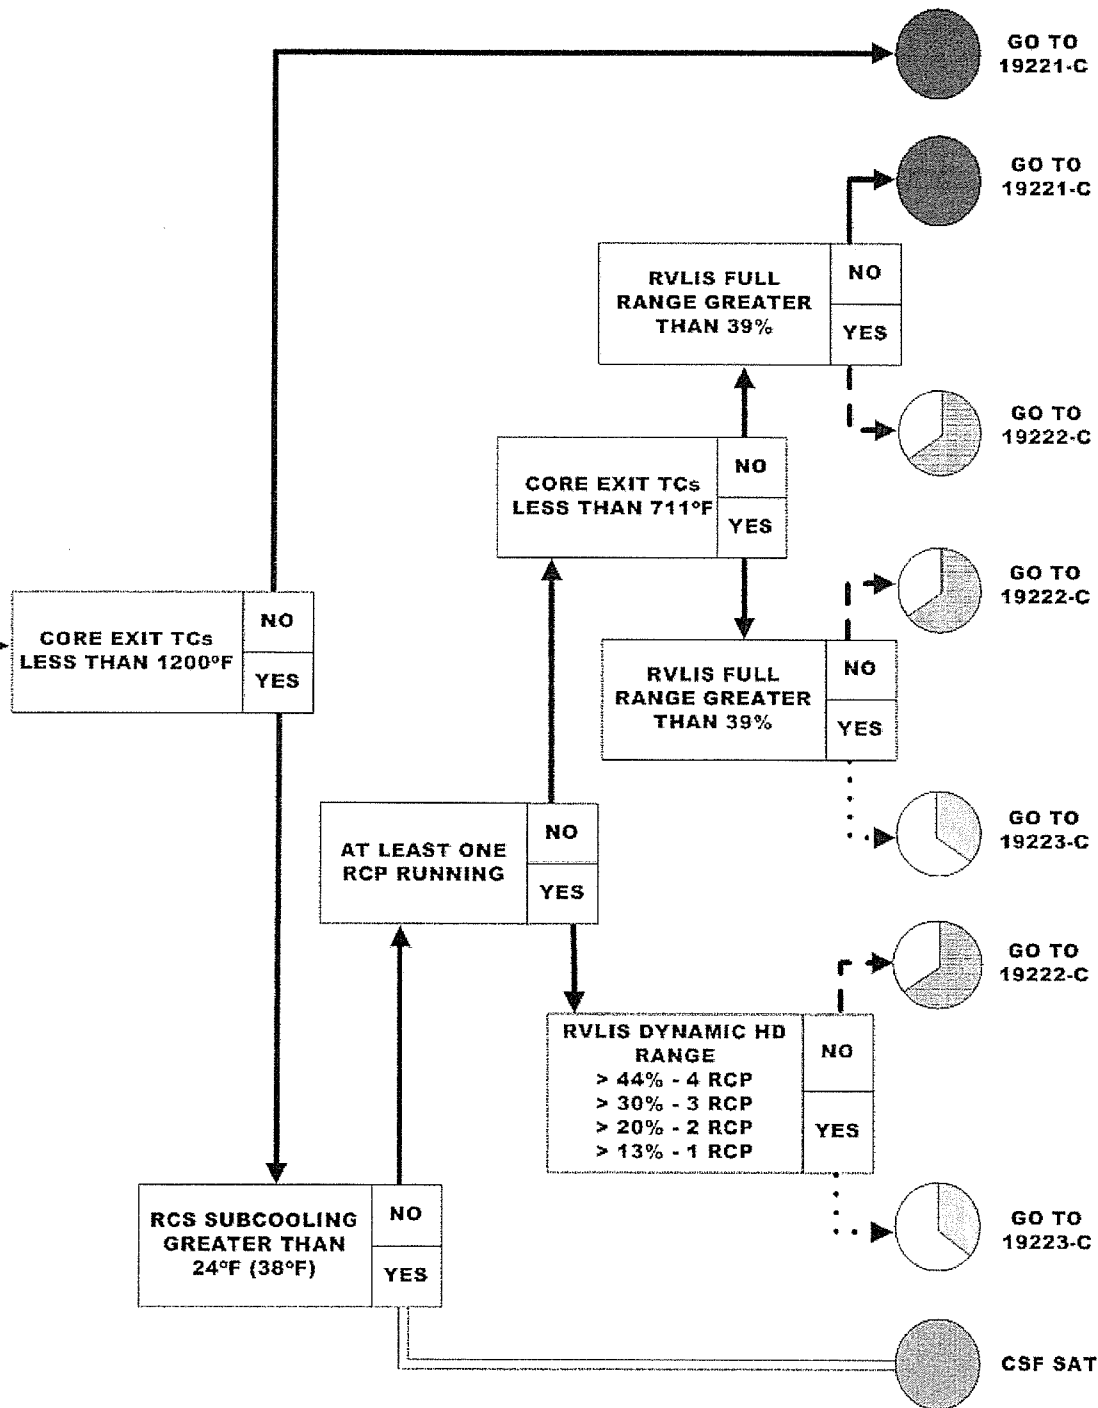 GO TO
19221-C
GO TO
19221-C
RVLIS FULL
RANGE GREATER
THAN 39%
NO
YES
GO TO
19222-C
CORE EXIT TCs
LESS THAN 711ºF
NO
YES
GO TO
19222-C
CORE EXIT TCs
LESS THAN 1200ºF
NO
YES
RVLIS FULL
RANGE GREATER
THAN 39%
NO
YES
GO TO
19223-C
AT LEAST ONE
RCP RUNNING
NO
YES
GO TO
19222-C
RVLIS DYNAMIC HD
RANGE
> 44% - 4 RCP
> 30% - 3 RCP
> 20% - 2 RCP
> 13% - 1 RCP
NO
YES
GO TO
19223-C
RCS SUBCOOLING
GREATER THAN
24ºF (38ºF)
NO
YES
CSF SAT